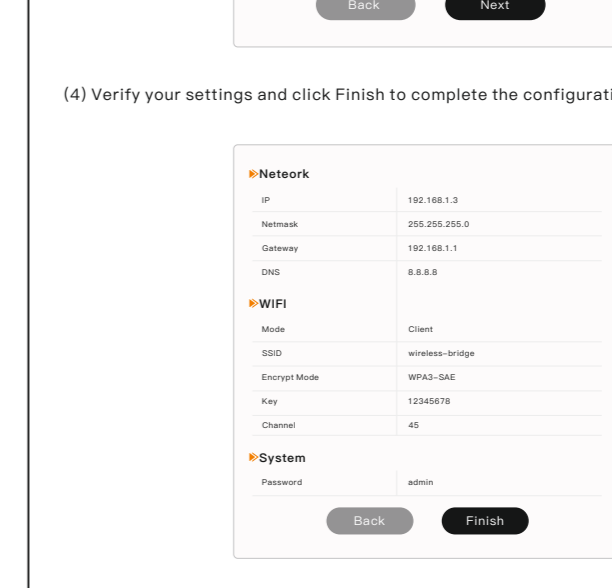 Back Next
(4) Verify your settings and click Finish to complete the
Neteork
IP 192.168.1.3
Netmask 255.255.255.0
Gateway 192.168.1.1
DNS 8.8.8.8
WIFI
Mode Client
SSID wireless-bridge
Encrypt Mode WPA3-SAE
Key 12345678
Channel 45
System
Password admin
Back Finish